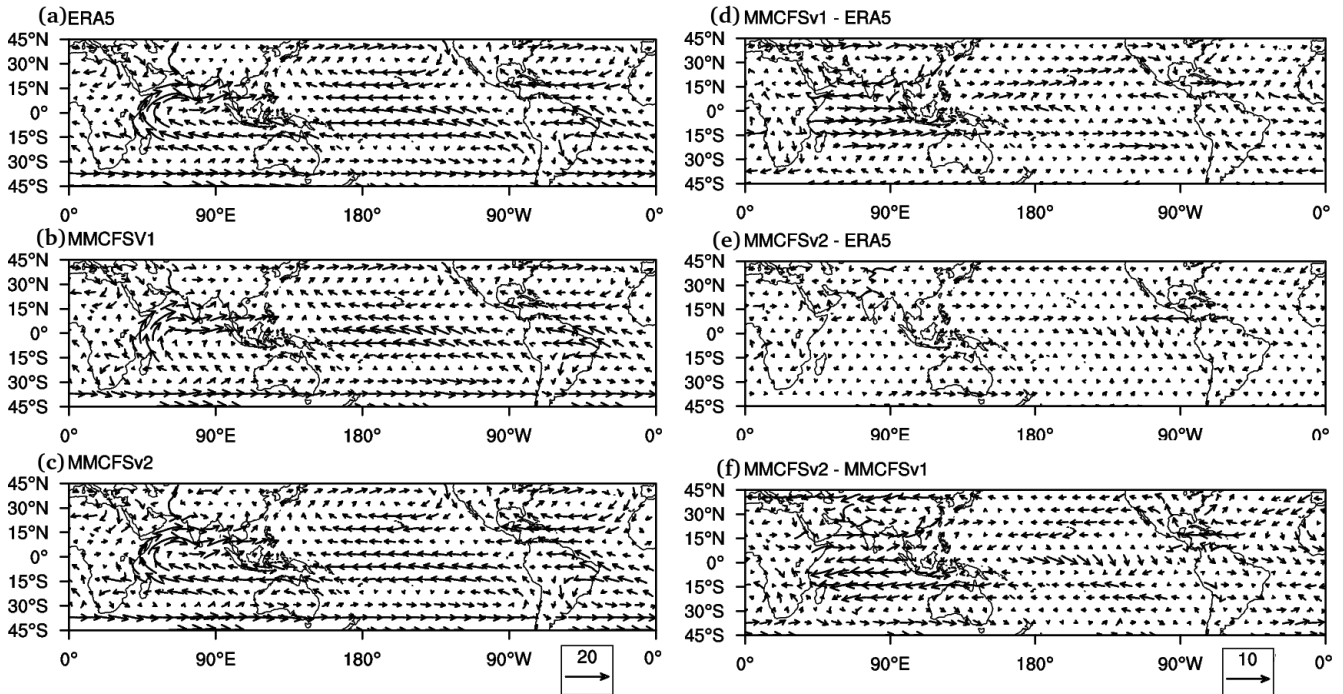 (a) ERA5
45°N
30°N
15°N
0°
15°S
30°S
45°S
0° 90°E 180° 90°W 0°
(b) MMCFSV1
45°N
30°N
15°N
0°
15°S
30°S
45°S
0° 90°E 180° 90°W 0°
(c) MMCFSv2
45°N
30°N
15°N
0°
15°S
30°S
45°S
0° 90°E 180° 90°W 0°
20
(d) MMCFSv1 - ERA5
45°N
30°N
15°N
0°
15°S
30°S
45°S
0° 90°E 180° 90°W 0°
(e) MMCFSv2 - ERA5
45°N
30°N
15°N
0°
15°S
30°S
45°S
0° 90°E 180° 90°W 0°
(f) MMCFSv2 - MMCFSv1
45°N
30°N
15°N
0°
15°S
30°S
45°S
0° 90°E 180° 90°W 0°
10